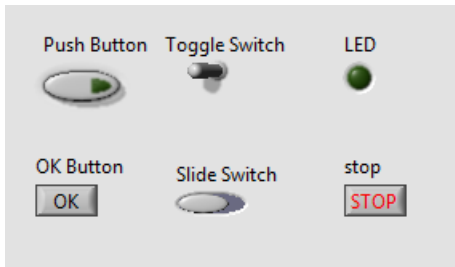 Push Button
Toggle Switch
LED
OK Button
OK
Slide Switch
stop
STOP